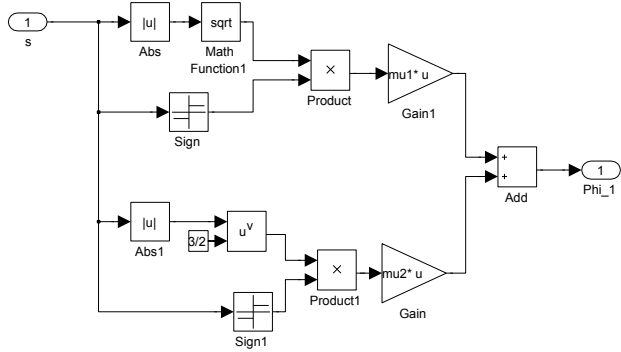 1
s
|u|
Abs
sqrt
Math
Function1
×
Product
mu1* u
Gain1
Sign
+
+
Add
1
Phi_1
|u|
Abs1
3/2
u^v
×
Product1
mu2* u
Gain
Sign1